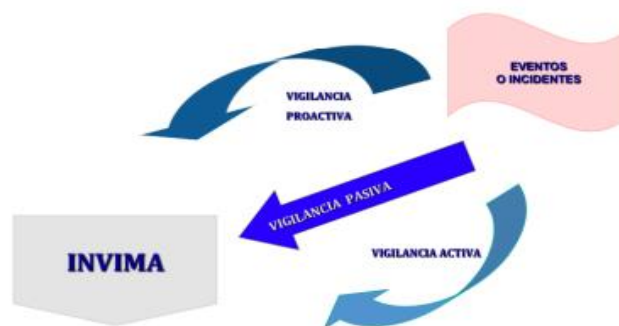 EVENTOS
O INCIDENTES
VIGILANCIA
PROACTIVA
VIGILANCIA PASIVA
VIGILANCIA ACTIVA
INVIMA